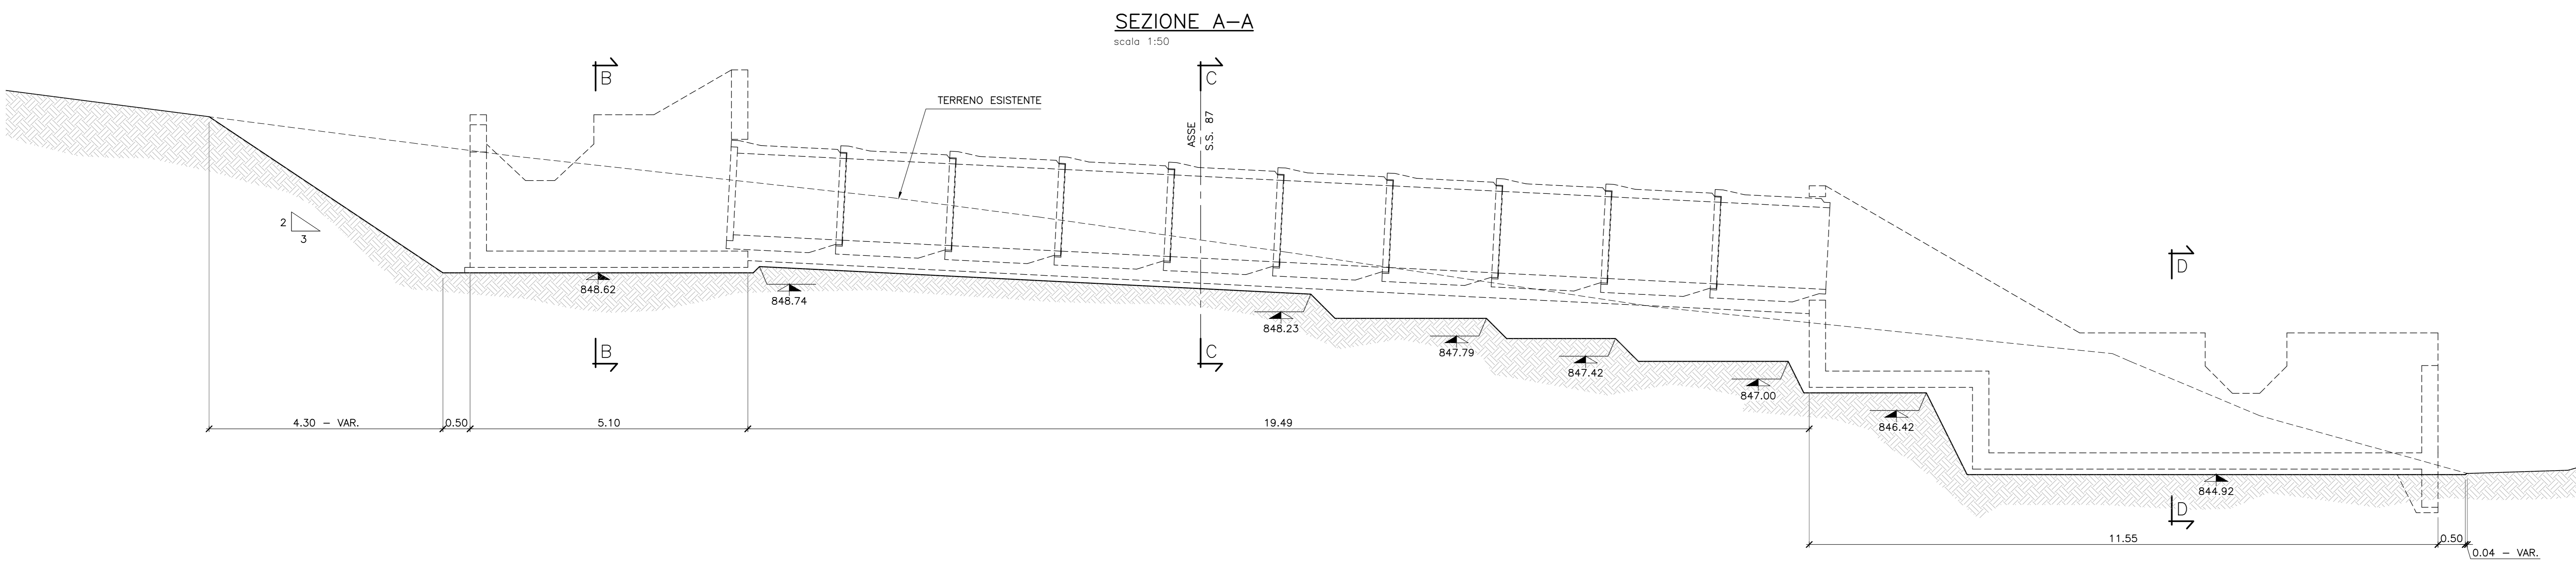 SEZIONE A–A
scala 1:50
B
C
TERRENO ESISTENTE
ASSE
S.S. 87
2
3
D
848.62
848.74
848.23
847.79
847.42
847.00
846.42
844.92
B
C
D
4.30 – VAR.
0.50
5.10
19.49
11.55
0.50
0.04 – VAR.